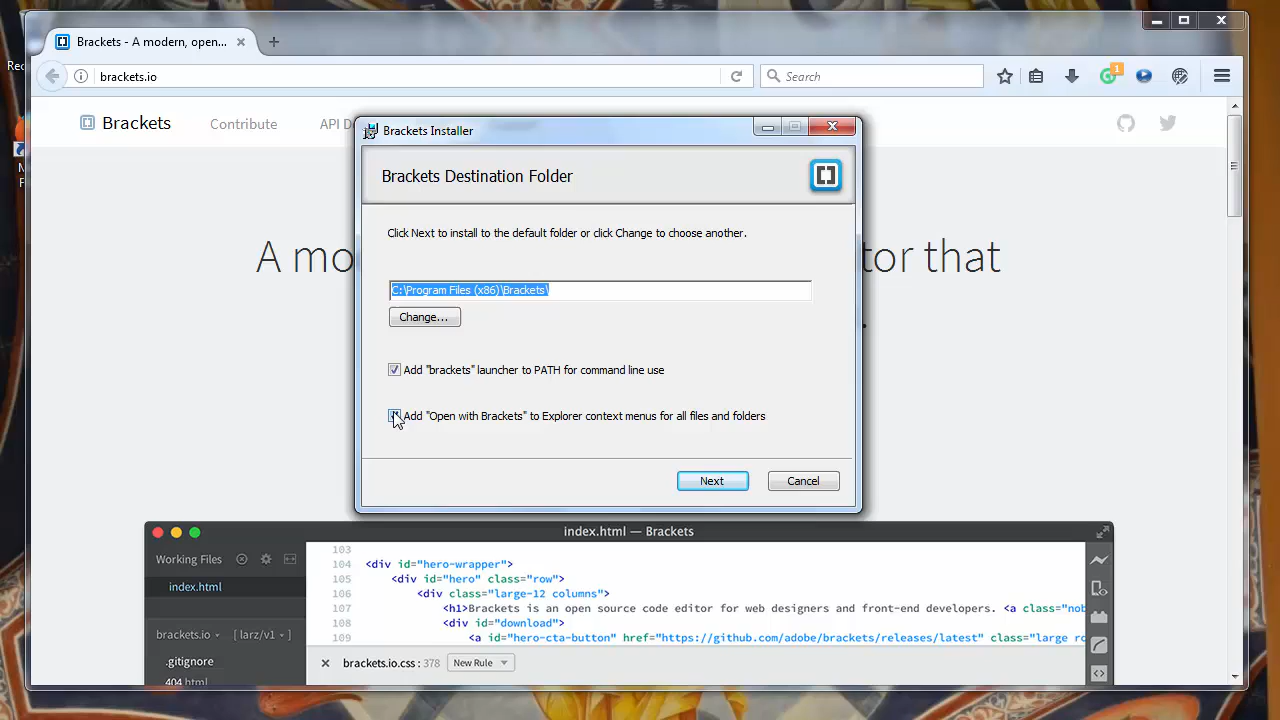 Brackets - A modern, open...
brackets.io
Search
1
Brackets
Contribute
API D
A mo
tor that
.
Brackets Installer
Brackets Destination Folder
Click Next to install to the default folder or click Change to choose another.
C:\Program Files (x86)\Brackets\
Change...
Add "brackets" launcher to PATH for command line use
Add "Open with Brackets" to Explorer context menus for all files and folders
Next
Cancel
index.html — Brackets
Working Files
index.html
brackets.io
[ larz/v1 ]
.gitignore
404.html
103
104 <div id="hero-wrapper">
105 <div id="hero" class="row">
106 <div class="large-12 columns">
107 <h1>Brackets is an open source code editor for web designers and front-end developers. <a class="nob
108 <div id="download">
109 <a id="hero-cta-button" href="https://github.com/adobe/brackets/releases/latest" class="large ro
brackets.io.css : 378
New Rule